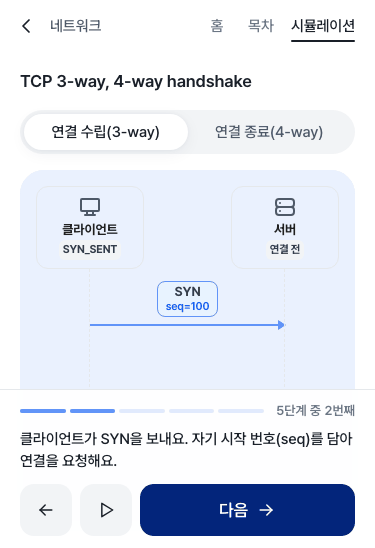 네트워크
홈
목차
시뮬레이션
TCP 3-way, 4-way handshake
연결 수립(3-way)
연결 종료(4-way)
클라이언트
SYN_SENT
서버
연결 전
SYN
seq=100
5단계 중 2번째
클라이언트가 SYN을 보내요. 자기 시작 번호(seq)를 담아
연결을 요청해요.
다음